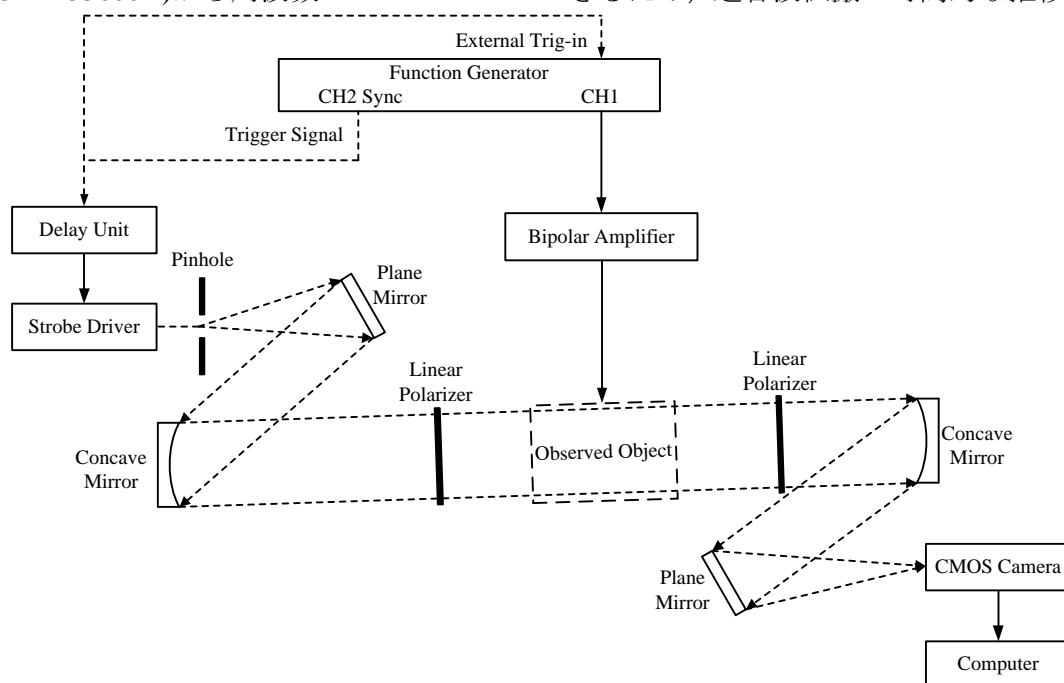 External Trig-in
Function Generator
CH2 Sync
CH1
Trigger Signal
Delay Unit
Bipolar Amplifier
Pinhole
Plane
Mirror
Strobe Driver
Linear
Polarizer
Linear
Polarizer
Observed Object
Concave
Mirror
Concave
Mirror
Plane
Mirror
CMOS Camera
Computer